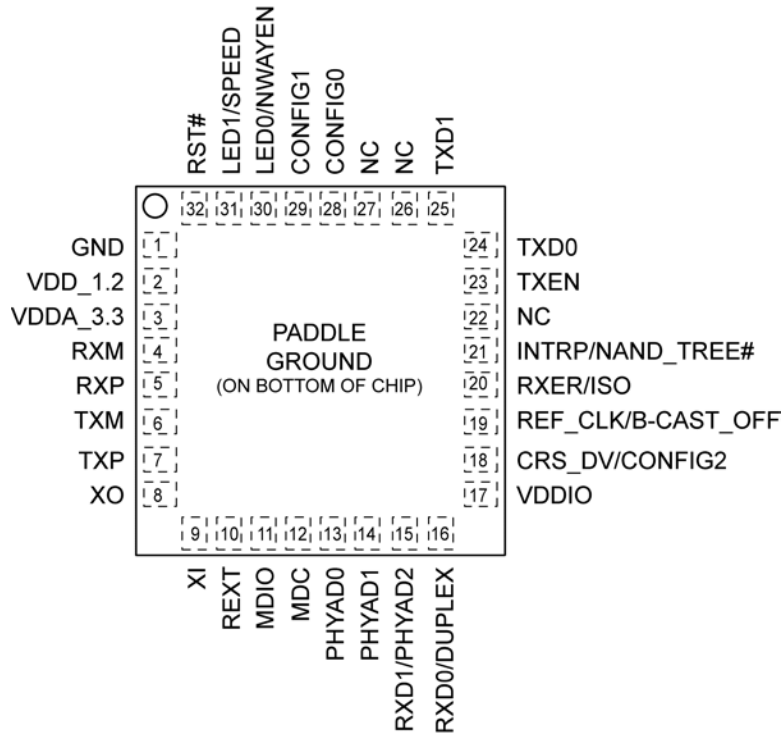 RST#
LED1/SPEED
LED0/NWAYEN
CONFIG1
CONFIG0
NC
NC
TXD1
32 31 30 29 28 27 26 25
GND 1
VDD_1.2 2
VDDA_3.3 3
RXM 4
RXP 5
TXM 6
TXP 7
XO 8
PADDLE
GROUND
(ON BOTTOM OF CHIP)
24 TXD0
23 TXEN
22 NC
21 INTRP/NAND_TREE#
20 RXER/ISO
19 REF_CLK/B-CAST_OFF
18 CRS_DV/CONFIG2
17 VDDIO
9 10 11 12 13 14 15 16
XI
REXT
MDIO
MDC
PHYAD0
PHYAD1
RXD1/PHYAD2
RXD0/DUPLEX